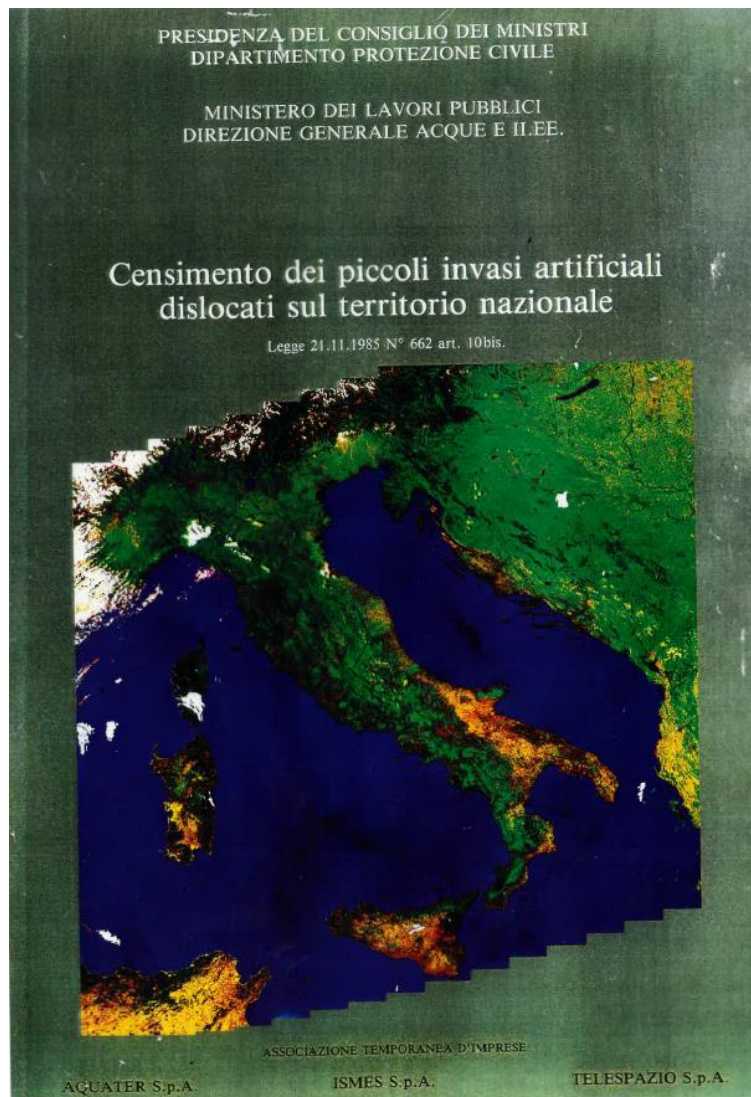 PRESIDENZA DEL CONSIGLIO DEI MINISTRI
DIPARTIMENTO PROTEZIONE CIVILE
MINISTERO DEI LAVORI PUBBLICI
DIREZIONE GENERALE ACQUE E II.EE.
Censimento dei piccoli invasi artificiali
dislocati sul territorio nazionale
Legge 21.11.1985 N° 662 art. 10bis.
ASSOCIAZIONE TEMPORANEA D'IMPRESE
AQUATER S.p.A. ISMES S.p.A. TELESPAZIO S.p.A.